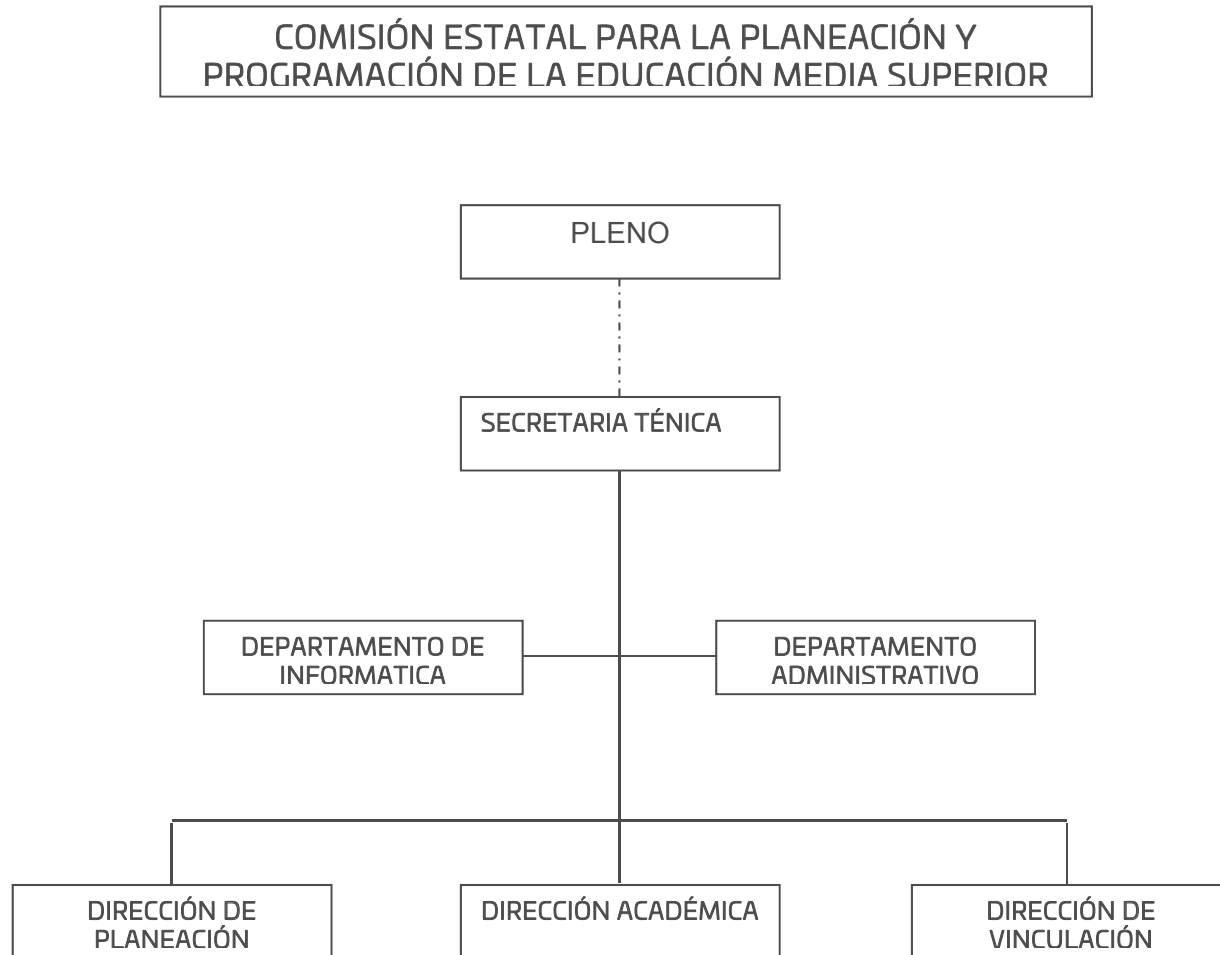 COMISIÓN ESTATAL PARA LA PLANEACIÓN Y
PROGRAMACIÓN DE LA EDUCACIÓN MEDIA SUPERIOR
PLENO
SECRETARIA TÉNICA
DEPARTAMENTO DE
INFORMATICA
DEPARTAMENTO
ADMINISTRATIVO
DIRECCIÓN DE
PLANEACIÓN
DIRECCIÓN ACADÉMICA
DIRECCIÓN DE
VINCULACIÓN